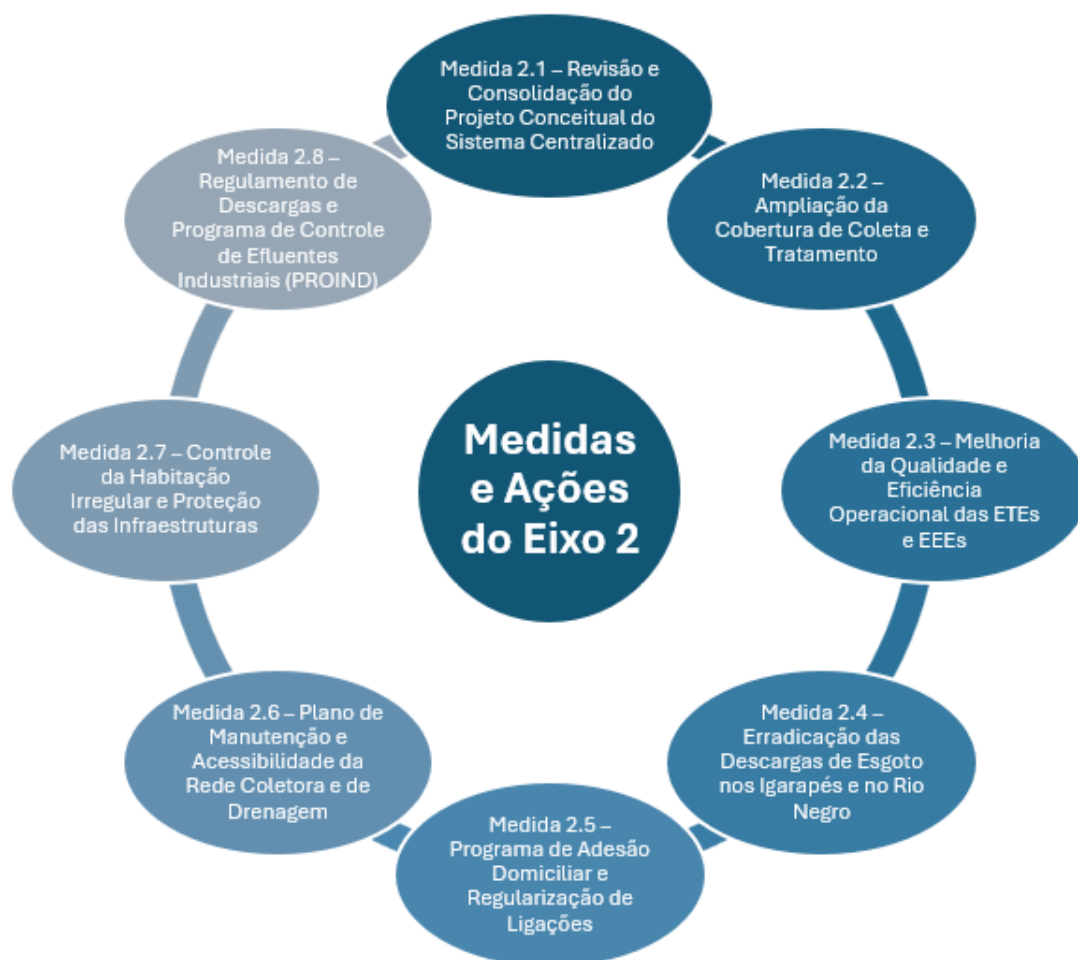 Medida 2.1 – Revisão e
Consolidação do
Projeto Conceitual do
Sistema Centralizado
Medida 2.2 –
Ampliação da
Cobertura de Coleta e
Tratamento
Medida 2.3 – Melhoria
da Qualidade e
Eficiência
Operacional das ETEs
e EEEs
Medida 2.4 –
Erradicação das
Descargas de Esgoto
nos Igarapés e no Rio
Negro
Medida 2.5 –
Programa de Adesão
Domiciliar e
Regularização de
Ligações
Medida 2.6 – Plano de
Manutenção e
Acessibilidade da
Rede Coletora e de
Drenagem
Medida 2.7 – Controle
da Habitação
Irregular e Proteção
das Infraestruturas
Medida 2.8 –
Regulamento de
Descargas e
Programa de Controle
de Efluentes
Industriais (PROIND)
Medidas
e Ações
do Eixo 2